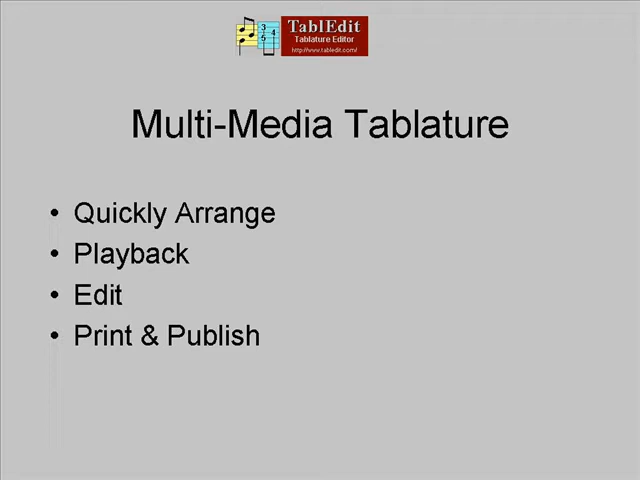 TablEdit
Tablature Editor
http://www.tabledit.com/
Multi-Media Tablature
• Quickly Arrange
• Playback
• Edit
• Print & Publish